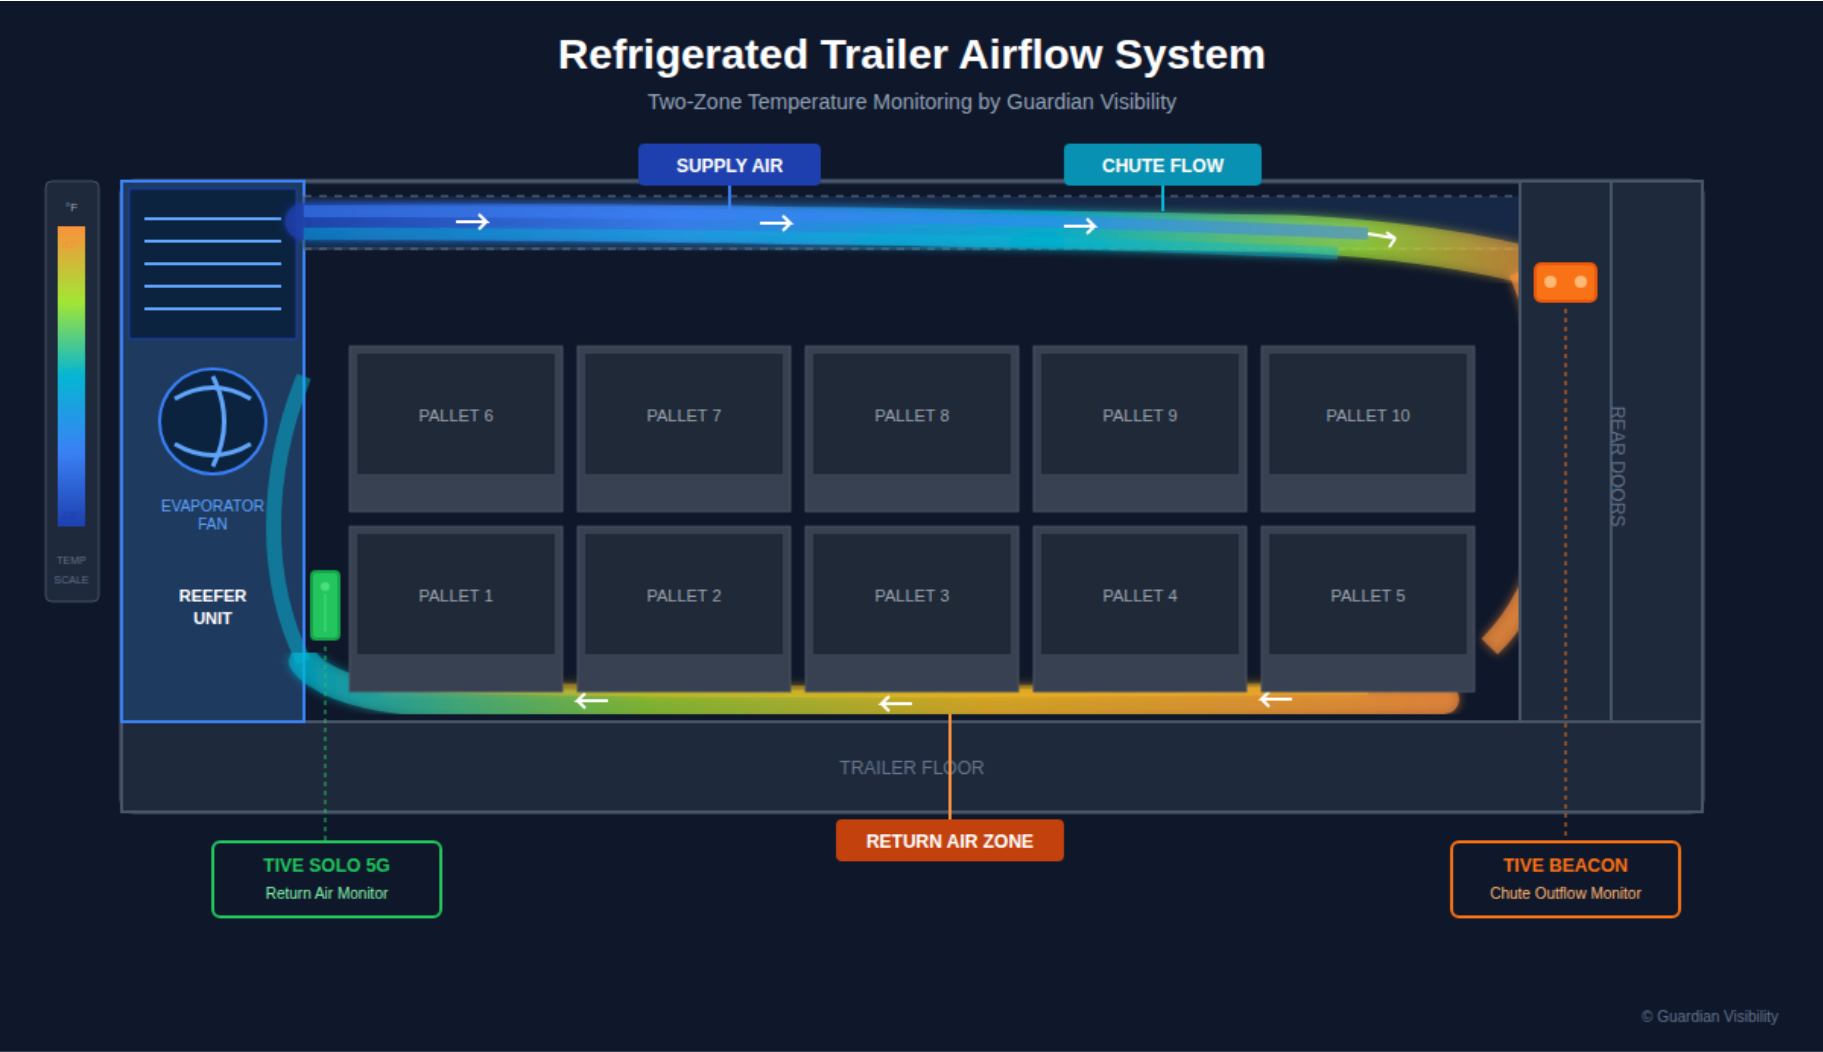 Refrigerated Trailer Airflow System
Two-Zone Temperature Monitoring by Guardian Visibility
SUPPLY AIR
CHUTE FLOW
°F
PALLET 6
PALLET 7
PALLET 8
PALLET 9
PALLET 10
REAR DOORS
EVAPORATOR
FAN
TEMP
SCALE
REEFER
UNIT
PALLET 1
PALLET 2
PALLET 3
PALLET 4
PALLET 5
TRAILER FLOOR
RETURN AIR ZONE
TIVE SOLO 5G
Return Air Monitor
TIVE BEACON
Chute Outflow Monitor
© Guardian Visibility